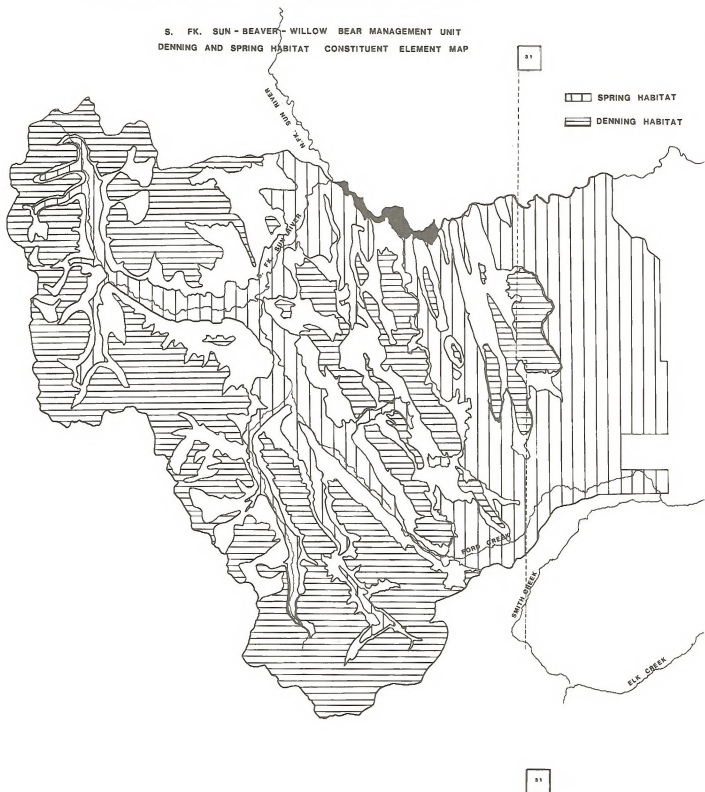 S. FK. SUN - BEAVER - WILLOW BEAR MANAGEMENT UNIT
DENNING AND SPRING HABITAT CONSTITUENT ELEMENT MAP
31
SPRING HABITAT
DENNING HABITAT
N. FK. SUN RIVER
S. FK. SUN RIVER
FORD CREEK
SMITH CREEK
ELK CREEK
31